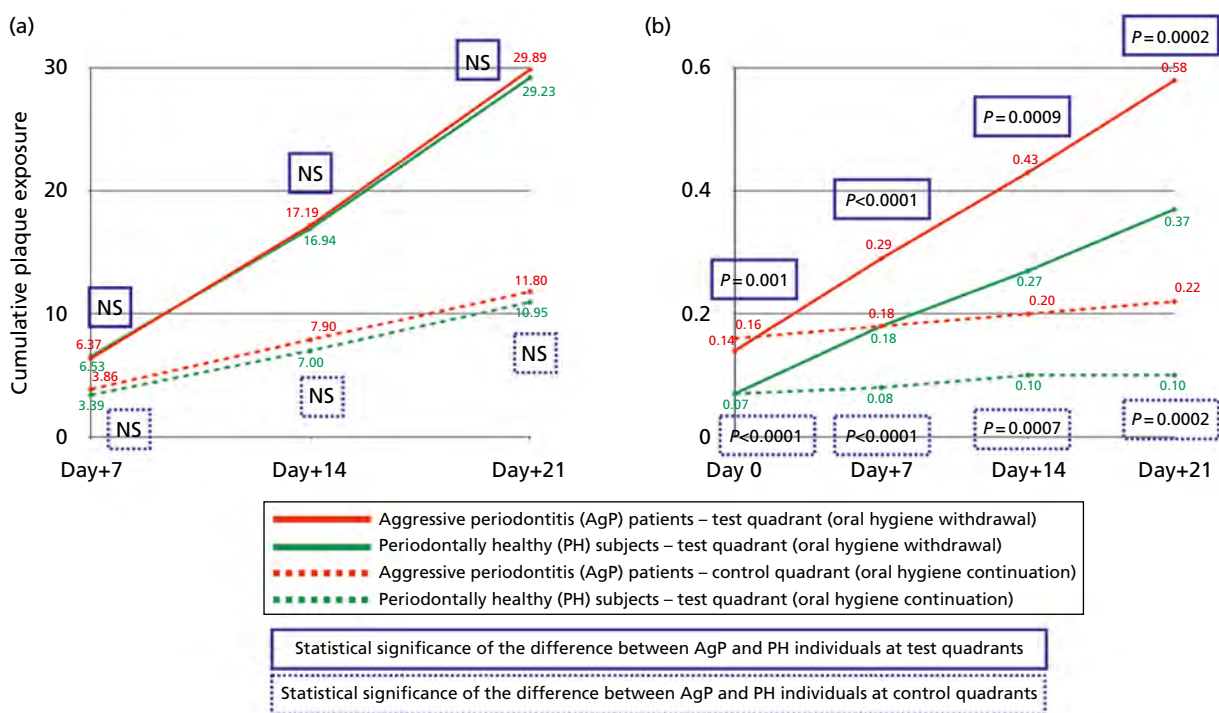 (a)
Cumulative plaque exposure
30
20
10
0
NS
NS
NS
29.89
29.23
17.19
16.94
6.37
6.53
3.86
3.39
7.90
7.00
11.80
10.95
NS
NS
NS
Day+7 Day+14 Day+21
(b)
0.6
0.4
0.2
0
P=0.0002
P=0.0009
P<0.0001
P=0.001
0.58
0.43
0.29
0.37
0.27
0.18
0.18
0.16
0.14
0.20
0.22
0.07
0.08
0.10
0.10
P<0.0001
P<0.0001
P=0.0007
P=0.0002
Day 0 Day+7 Day+14 Day+21
Aggressive periodontitis (AgP) patients – test quadrant (oral hygiene withdrawal)
Periodontally healthy (PH) subjects – test quadrant (oral hygiene withdrawal)
Aggressive periodontitis (AgP) patients – control quadrant (oral hygiene continuation)
Periodontally healthy (PH) subjects – test quadrant (oral hygiene continuation)
Statistical significance of the difference between AgP and PH individuals at test quadrants
Statistical significance of the difference between AgP and PH individuals at control quadrants